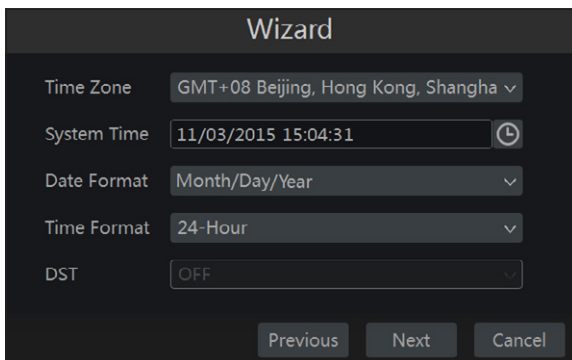 Wizard
Time Zone GMT+08 Beijing, Hong Kong, Shangha
System Time 11/03/2015 15:04:31
Date Format Month/Day/Year
Time Format 24-Hour
DST OFF
Previous Next Cancel